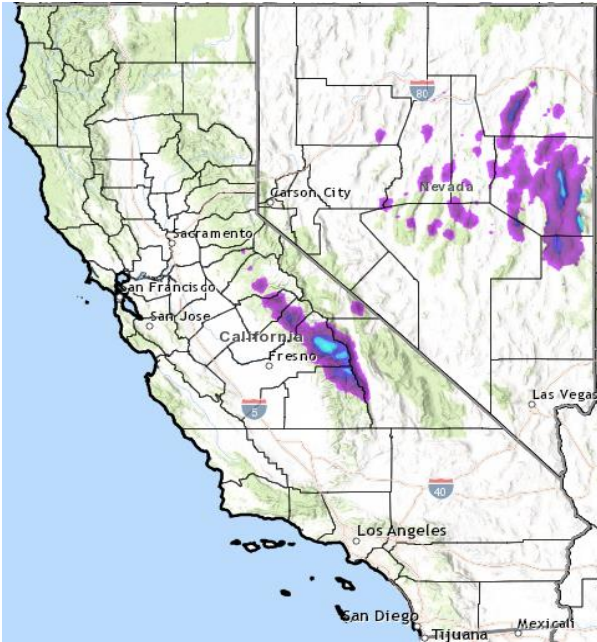 80
Nevada
Carson City
Sacramento
San Francisco
San Jose
California
Fresno
Las Vegas
5
40
Los Angeles
San Diego
Mexicali
Tijuana